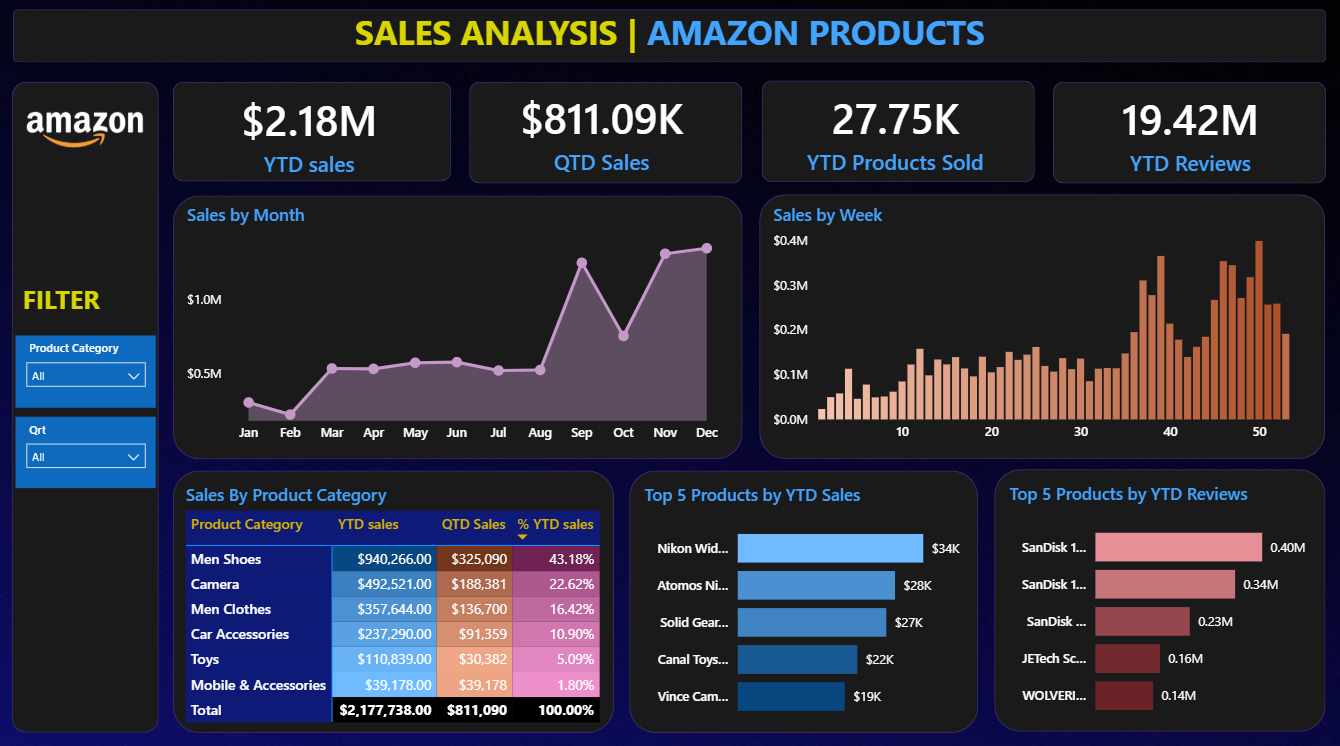 SALES ANALYSIS | AMAZON PRODUCTS
amazon
FILTER
Product Category
All
Qrt
All
$2.18M
YTD sales
$811.09K
QTD Sales
27.75K
YTD Products Sold
19.42M
YTD Reviews
Sales by Month
$1.0M
$0.5M
Jan Feb Mar Apr May Jun Jul Aug Sep Oct Nov Dec
Sales by Week
$0.4M
$0.3M
$0.2M
$0.1M
$0.0M
10 20 30 40 50
Sales By Product Category
Product Category YTD sales QTD Sales % YTD sales
Men Shoes $940,266.00 $325,090 43.18%
Camera $492,521.00 $188,381 22.62%
Men Clothes $357,644.00 $136,700 16.42%
Car Accessories $237,290.00 $91,359 10.90%
Toys $110,839.00 $30,382 5.09%
Mobile & Accessories $39,178.00 $39,178 1.80%
Total $2,177,738.00 $811,090 100.00%
Top 5 Products by YTD Sales
Nikon Wid... $34K
Atomos Ni... $28K
Solid Gear... $27K
Canal Toys... $22K
Vince Cam... $19K
Top 5 Products by YTD Reviews
SanDisk 1... 0.40M
SanDisk 1... 0.34M
SanDisk ... 0.23M
JETech Sc... 0.16M
WOLVERI... 0.14M